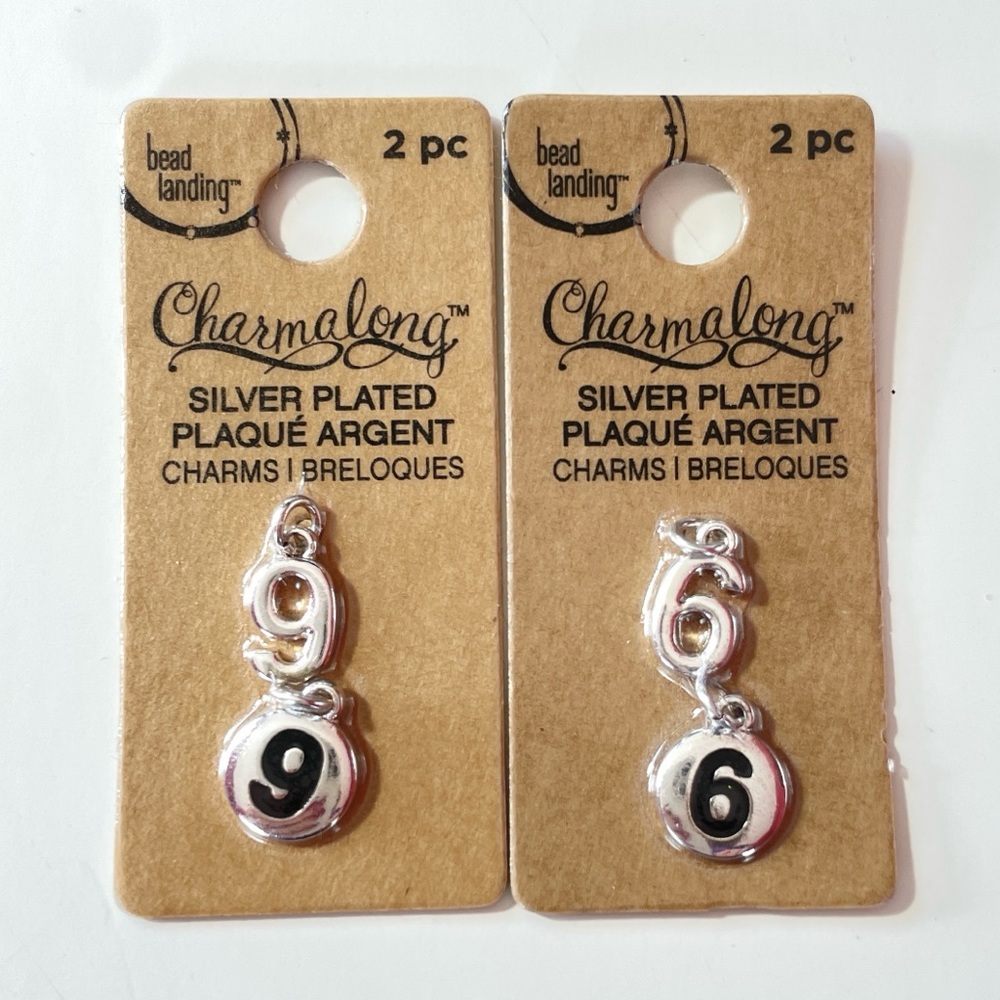 bead
landing™
2 pc
Charmalong™
SILVER PLATED
PLAQUÉ ARGENT
CHARMS | BRELOQUES
9
9
bead
landing™
2 pc
Charmalong™
SILVER PLATED
PLAQUÉ ARGENT
CHARMS | BRELOQUES
6
6